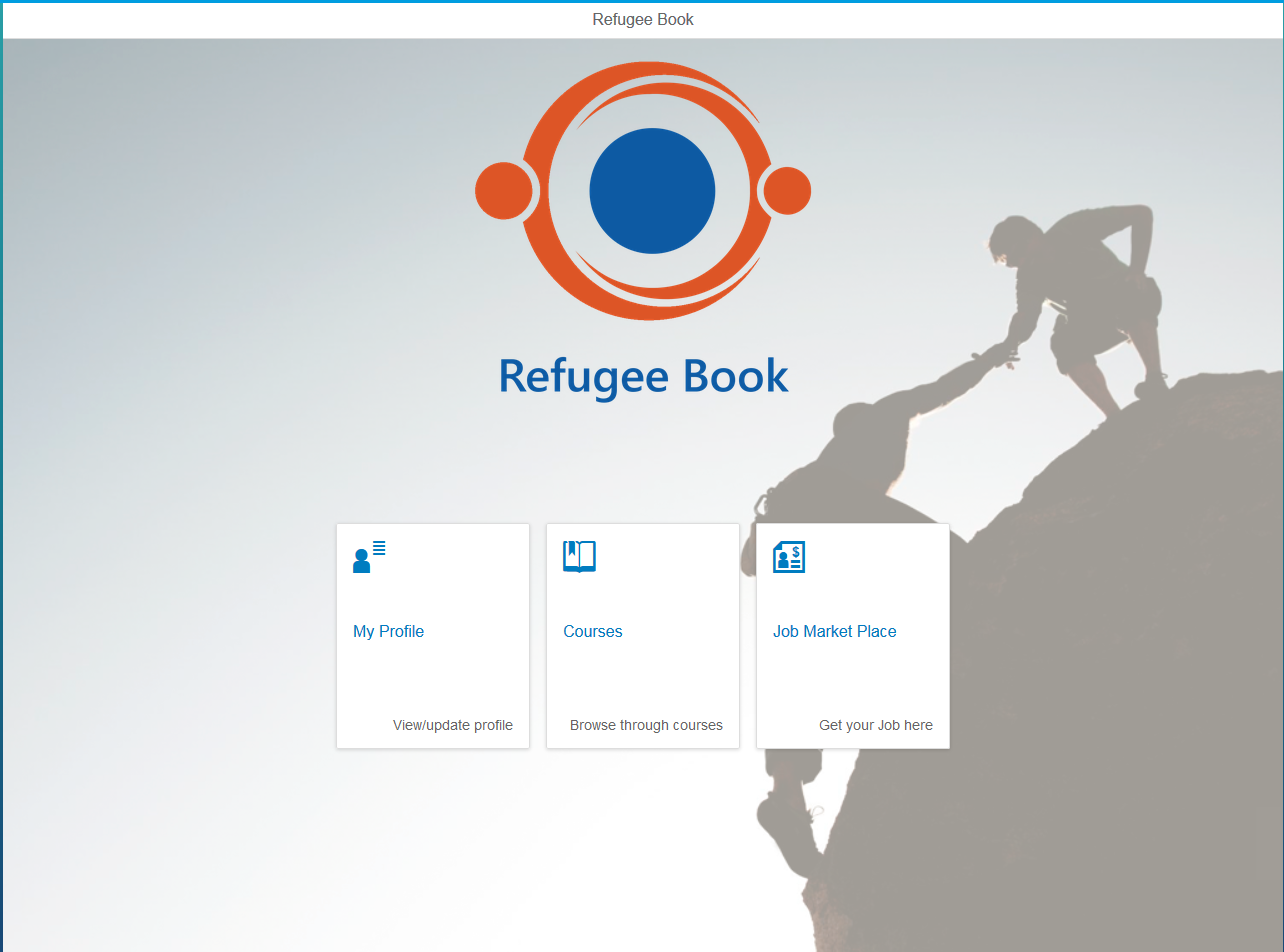 Refugee Book
Refugee Book
My Profile
View/update profile
Courses
Browse through courses
Job Market Place
Get your Job here